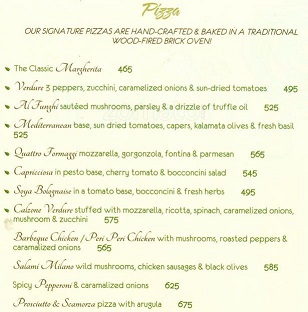 Pizza
OUR SIGNATURE PIZZAS ARE HAND-CRAFTED & BAKED IN A TRADITIONAL
WOOD-FIRED BRICK OVEN!
The Classic Margherita 465
Verdure 3 peppers, zucchini, caramelized onions & sun-dried tomatoes 495
Al Funghi sautéed mushrooms, parsley & a drizzle of truffle oil 525
Mediterranean base, sun dried tomatoes, capers, kalamata olives & fresh basil
525
Quattro Formaggi mozzarella, gorgonzola, fontina & parmesan 565
Capricciosa in pesto base, cherry tomato & bocconcini salad 545
Soya Bolognaise in a tomato base, bocconcini & fresh herbs 495
Calzone Verdure stuffed with mozzarella, ricotta, spinach, caramelized onions,
mushroom & zucchini 575
Barbeque Chicken / Peri Peri Chicken with mushrooms, roasted peppers &
caramalized onions 565
Salami Milano wild mushrooms, chicken sausages & black olives 585
Spicy Pepperoni & caramelized onions 625
Prosciutto & Scamorza pizza with arugula 675